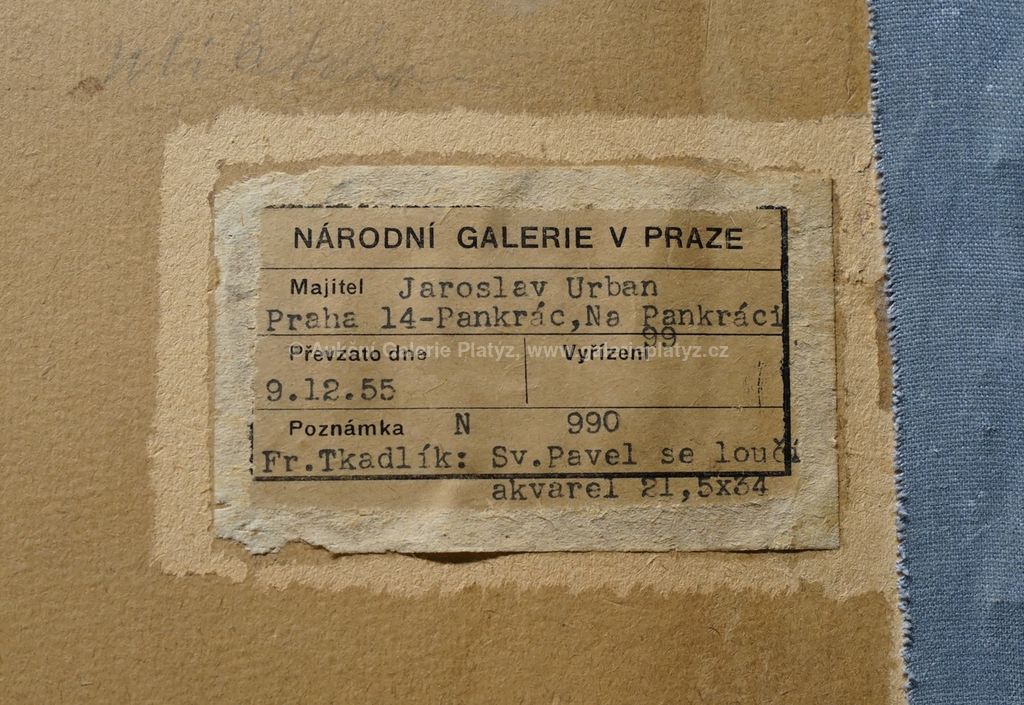 NÁRODNÍ GALERIE V PRAZE
Majitel Jaroslav Urban
Praha 14-Pankrác, Na Pankráci
99
Převzato dne Vyřízení
Aukční Galerie Platyz, www.
platyz.cz
9.12.55
Poznámka N 990
Fr.Tkadlík: Sv.Pavel se loučí
akvarel 21,5x34